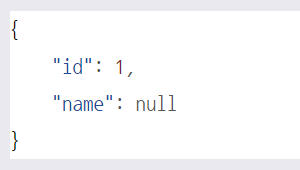 {
    "id": 1,
    "name": null
}